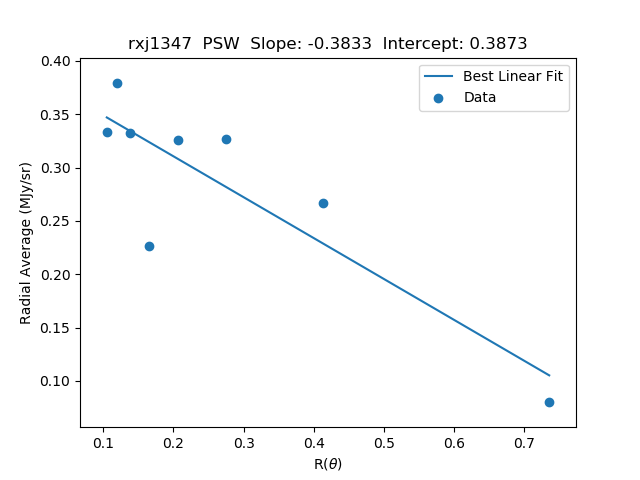 rxj1347  PSW  Slope: -0.3833  Intercept: 0.3873
Best Linear Fit
Data
Radial Average (MJy/sr)
0.40
0.35
0.30
0.25
0.20
0.15
0.10
0.1 0.2 0.3 0.4 0.5 0.6 0.7
R(θ)